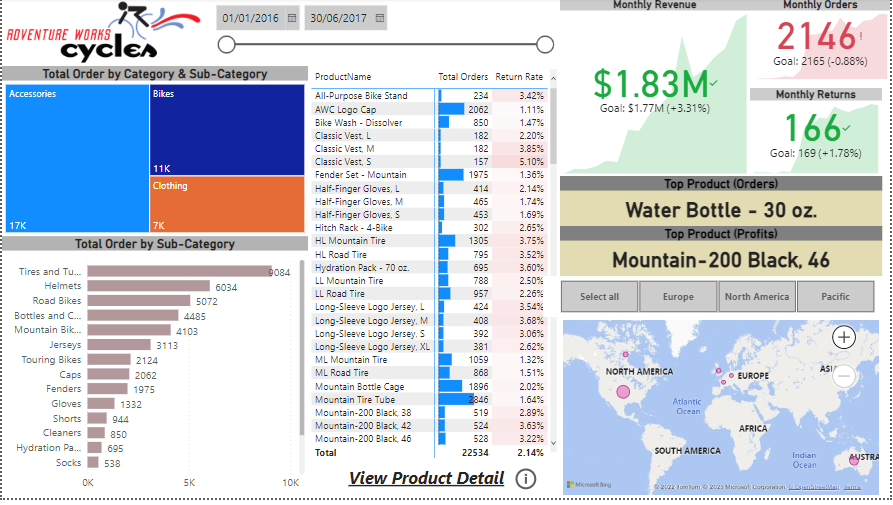 ADVENTURE WORKS
cycles
01/01/2016
30/06/2017
Total Order by Category & Sub-Category
Accessories
17K
Bikes
11K
Clothing
7K
Total Order by Sub-Category
Tires and Tu... 9084
Helmets 6034
Road Bikes 5072
Bottles and C... 4485
Mountain Bik... 4103
Jerseys 3113
Touring Bikes 2124
Caps 2062
Fenders 1975
Gloves 1332
Shorts 944
Cleaners 850
Hydration Pa... 695
Socks 538
0K 5K 10K
ProductName Total Orders Return Rate
All-Purpose Bike Stand 234 3.42%
AWC Logo Cap 2062 1.11%
Bike Wash - Dissolver 850 1.47%
Classic Vest, L 182 2.20%
Classic Vest, M 182 3.85%
Classic Vest, S 157 5.10%
Fender Set - Mountain 1975 1.36%
Half-Finger Gloves, L 414 2.14%
Half-Finger Gloves, M 465 1.74%
Half-Finger Gloves, S 453 1.69%
Hitch Rack - 4-Bike 302 2.65%
HL Mountain Tire 1305 3.75%
HL Road Tire 795 3.52%
Hydration Pack - 70 oz. 695 3.60%
LL Mountain Tire 788 2.50%
LL Road Tire 957 2.26%
Long-Sleeve Logo Jersey, L 424 3.54%
Long-Sleeve Logo Jersey, M 408 3.68%
Long-Sleeve Logo Jersey, S 392 3.06%
Long-Sleeve Logo Jersey, XL 381 2.62%
ML Mountain Tire 1059 1.32%
ML Road Tire 868 1.51%
Mountain Bottle Cage 1896 2.02%
Mountain Tire Tube 2846 1.64%
Mountain-200 Black, 38 519 2.89%
Mountain-200 Black, 42 524 3.63%
Mountain-200 Black, 46 528 3.22%
Total 22534 2.14%
View Product Detail
Monthly Revenue
$1.83M
Goal: $1.77M (+3.31%)
Monthly Orders
2146!
Goal: 2165 (-0.88%)
Monthly Returns
166
Goal: 169 (+1.78%)
Top Product (Orders)
Water Bottle - 30 oz.
Top Product (Profits)
Mountain-200 Black, 46
Select all
Europe
North America
Pacific
NORTH AMERICA
EUROPE
ASI
Atlantic
Ocean
AFRICA
SOUTH AMERICA
Indian
Ocean
AUSTRA
Microsoft Bing
© 2022 TomTom, © 2023 Microsoft Corporation, © OpenStreetMap Terms